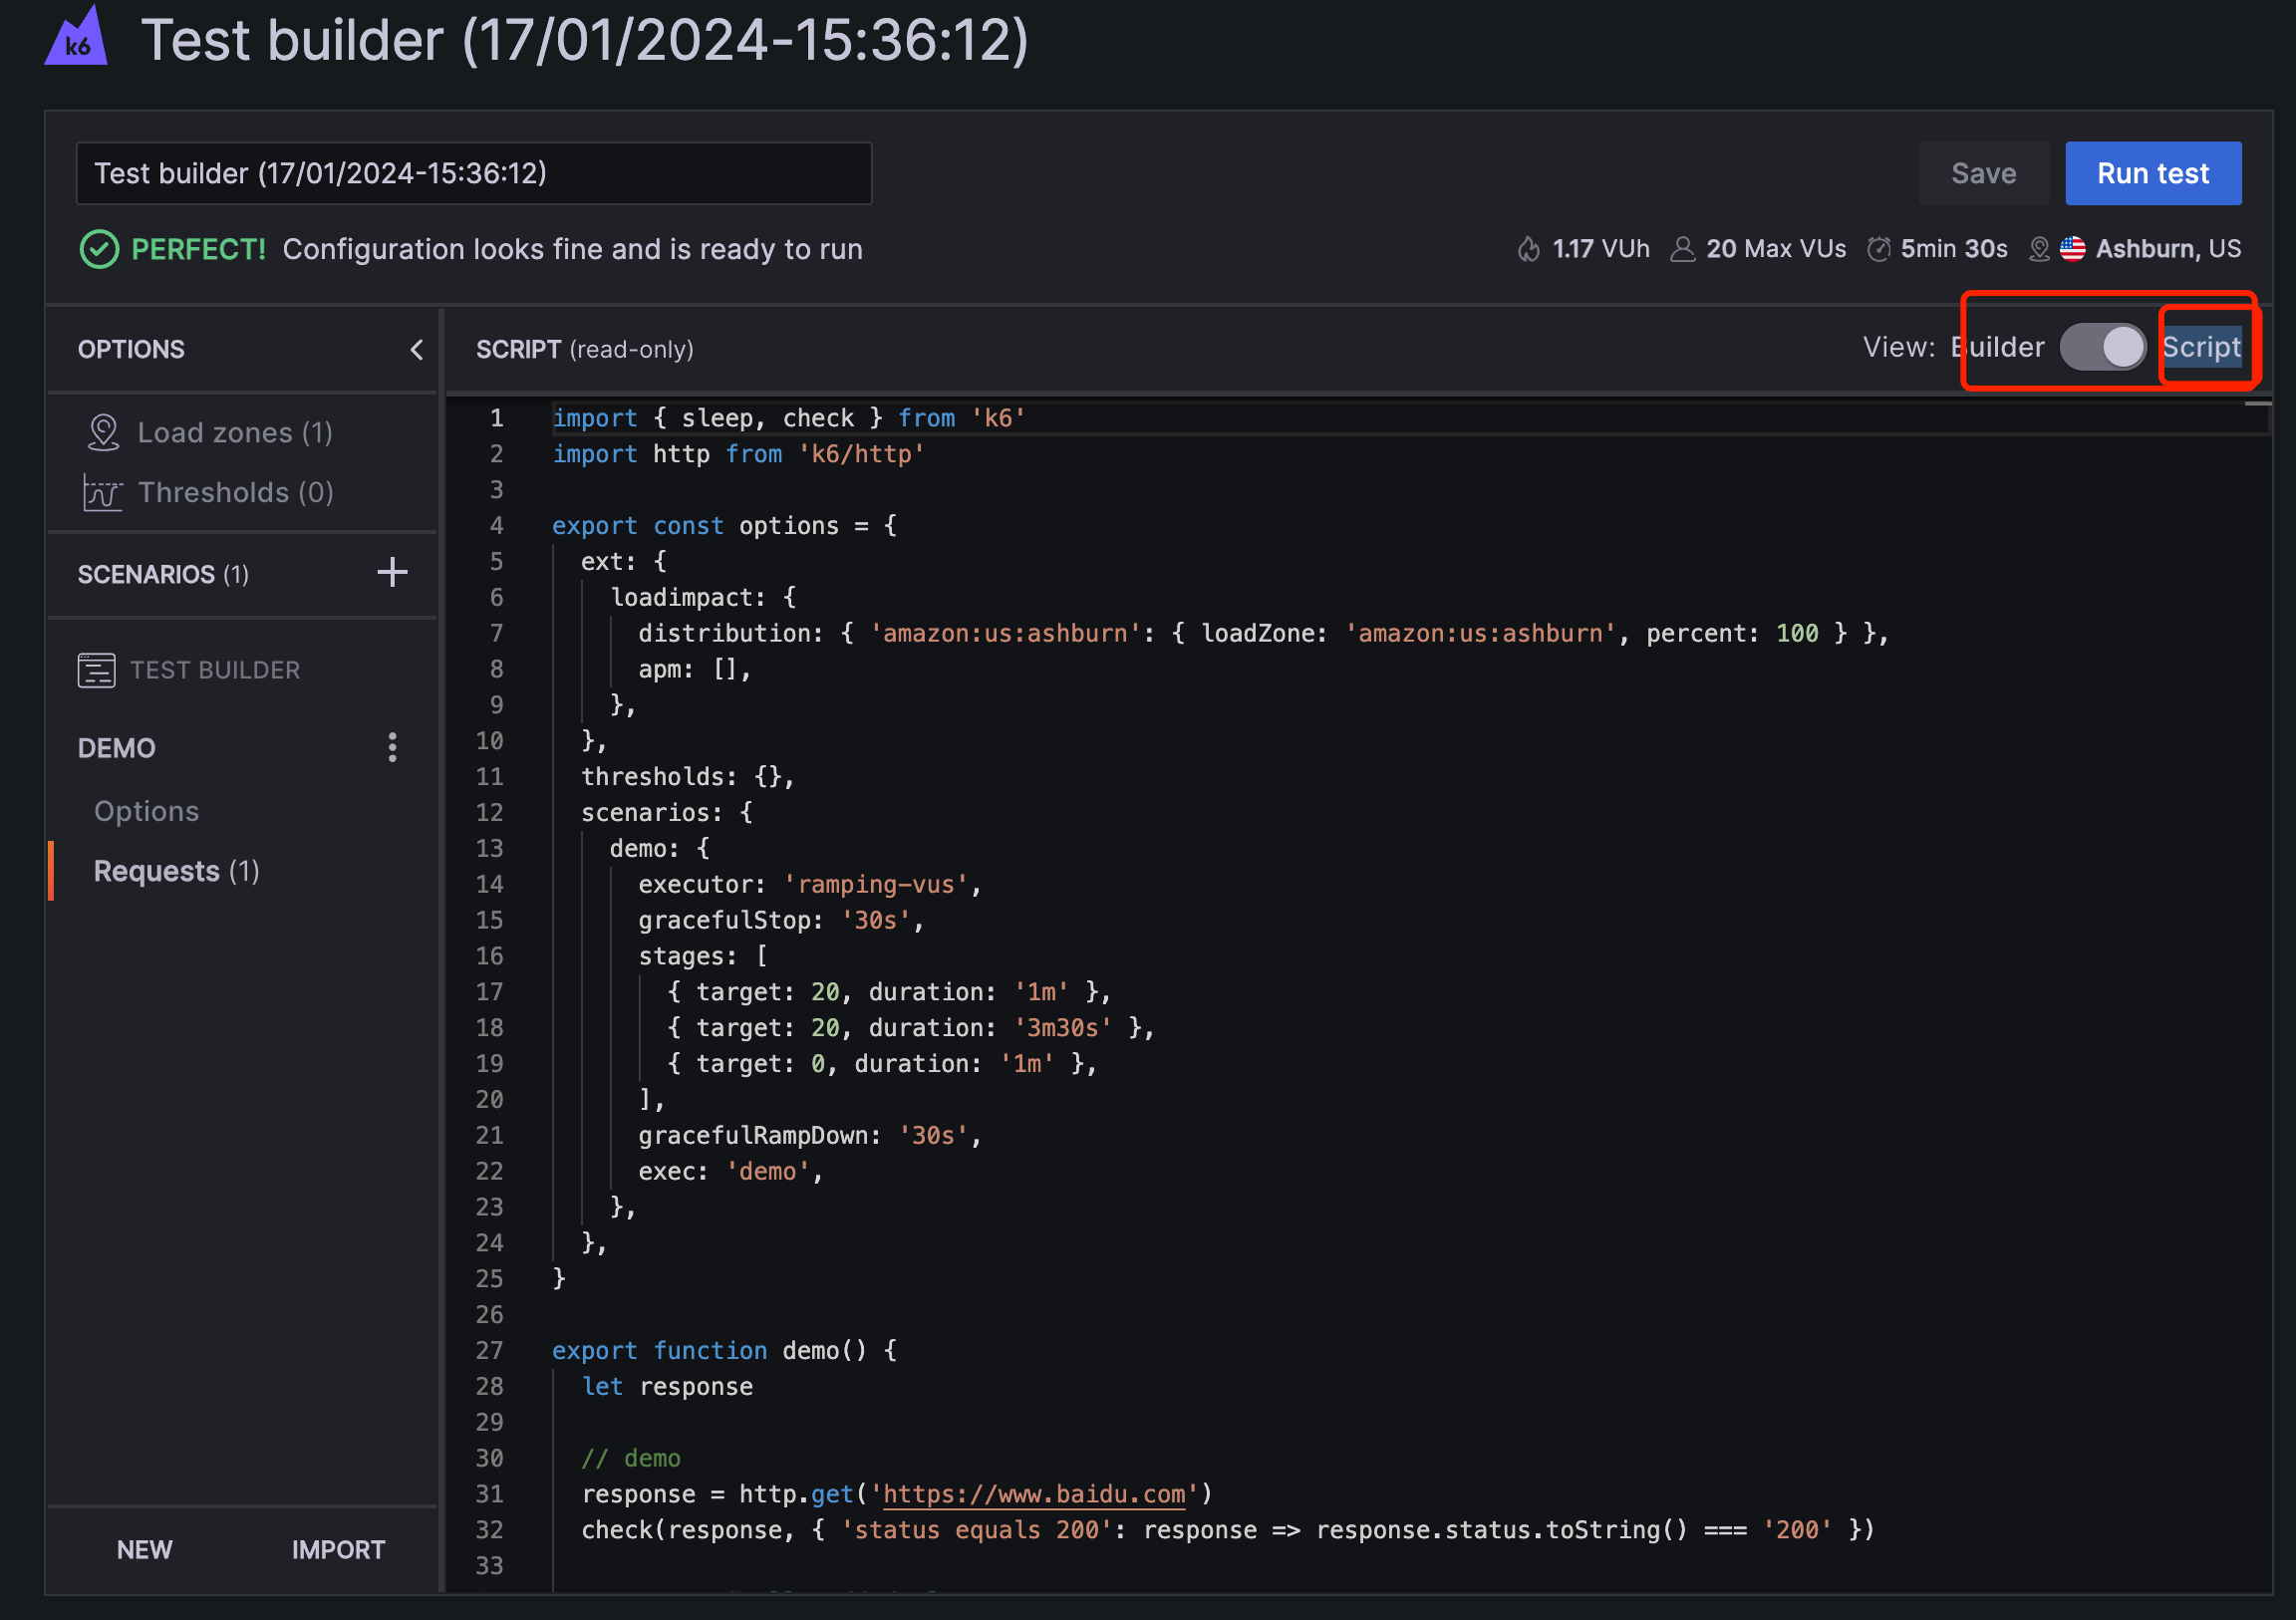 k6 Test builder (17/01/2024-15:36:12)
Test builder (17/01/2024-15:36:12)
Save
Run test
PERFECT! Configuration looks fine and is ready to run
1.17 VUh 20 Max VUs 5min 30s Ashburn, US
OPTIONS
Load zones (1)
Thresholds (0)
SCENARIOS (1)
TEST BUILDER
DEMO
Options
Requests (1)
NEW
IMPORT
SCRIPT (read-only)
View: Builder Script
1 import { sleep, check } from 'k6'
2 import http from 'k6/http'
3
4 export const options = {
5 ext: {
6 loadimpact: {
7 distribution: { 'amazon:us:ashburn': { loadZone: 'amazon:us:ashburn', percent: 100 } },
8 apm: [],
9 },
10 },
11 thresholds: {},
12 scenarios: {
13 demo: {
14 executor: 'ramping-vus',
15 gracefulStop: '30s',
16 stages: [
17 { target: 20, duration: '1m' },
18 { target: 20, duration: '3m30s' },
19 { target: 0, duration: '1m' },
20 ],
21 gracefulRampDown: '30s',
22 exec: 'demo',
23 },
24 },
25 }
26
27 export function demo() {
28 let response
29
30 // demo
31 response = http.get('https://www.baidu.com')
32 check(response, { 'status equals 200': response => response.status.toString() === '200' })
33